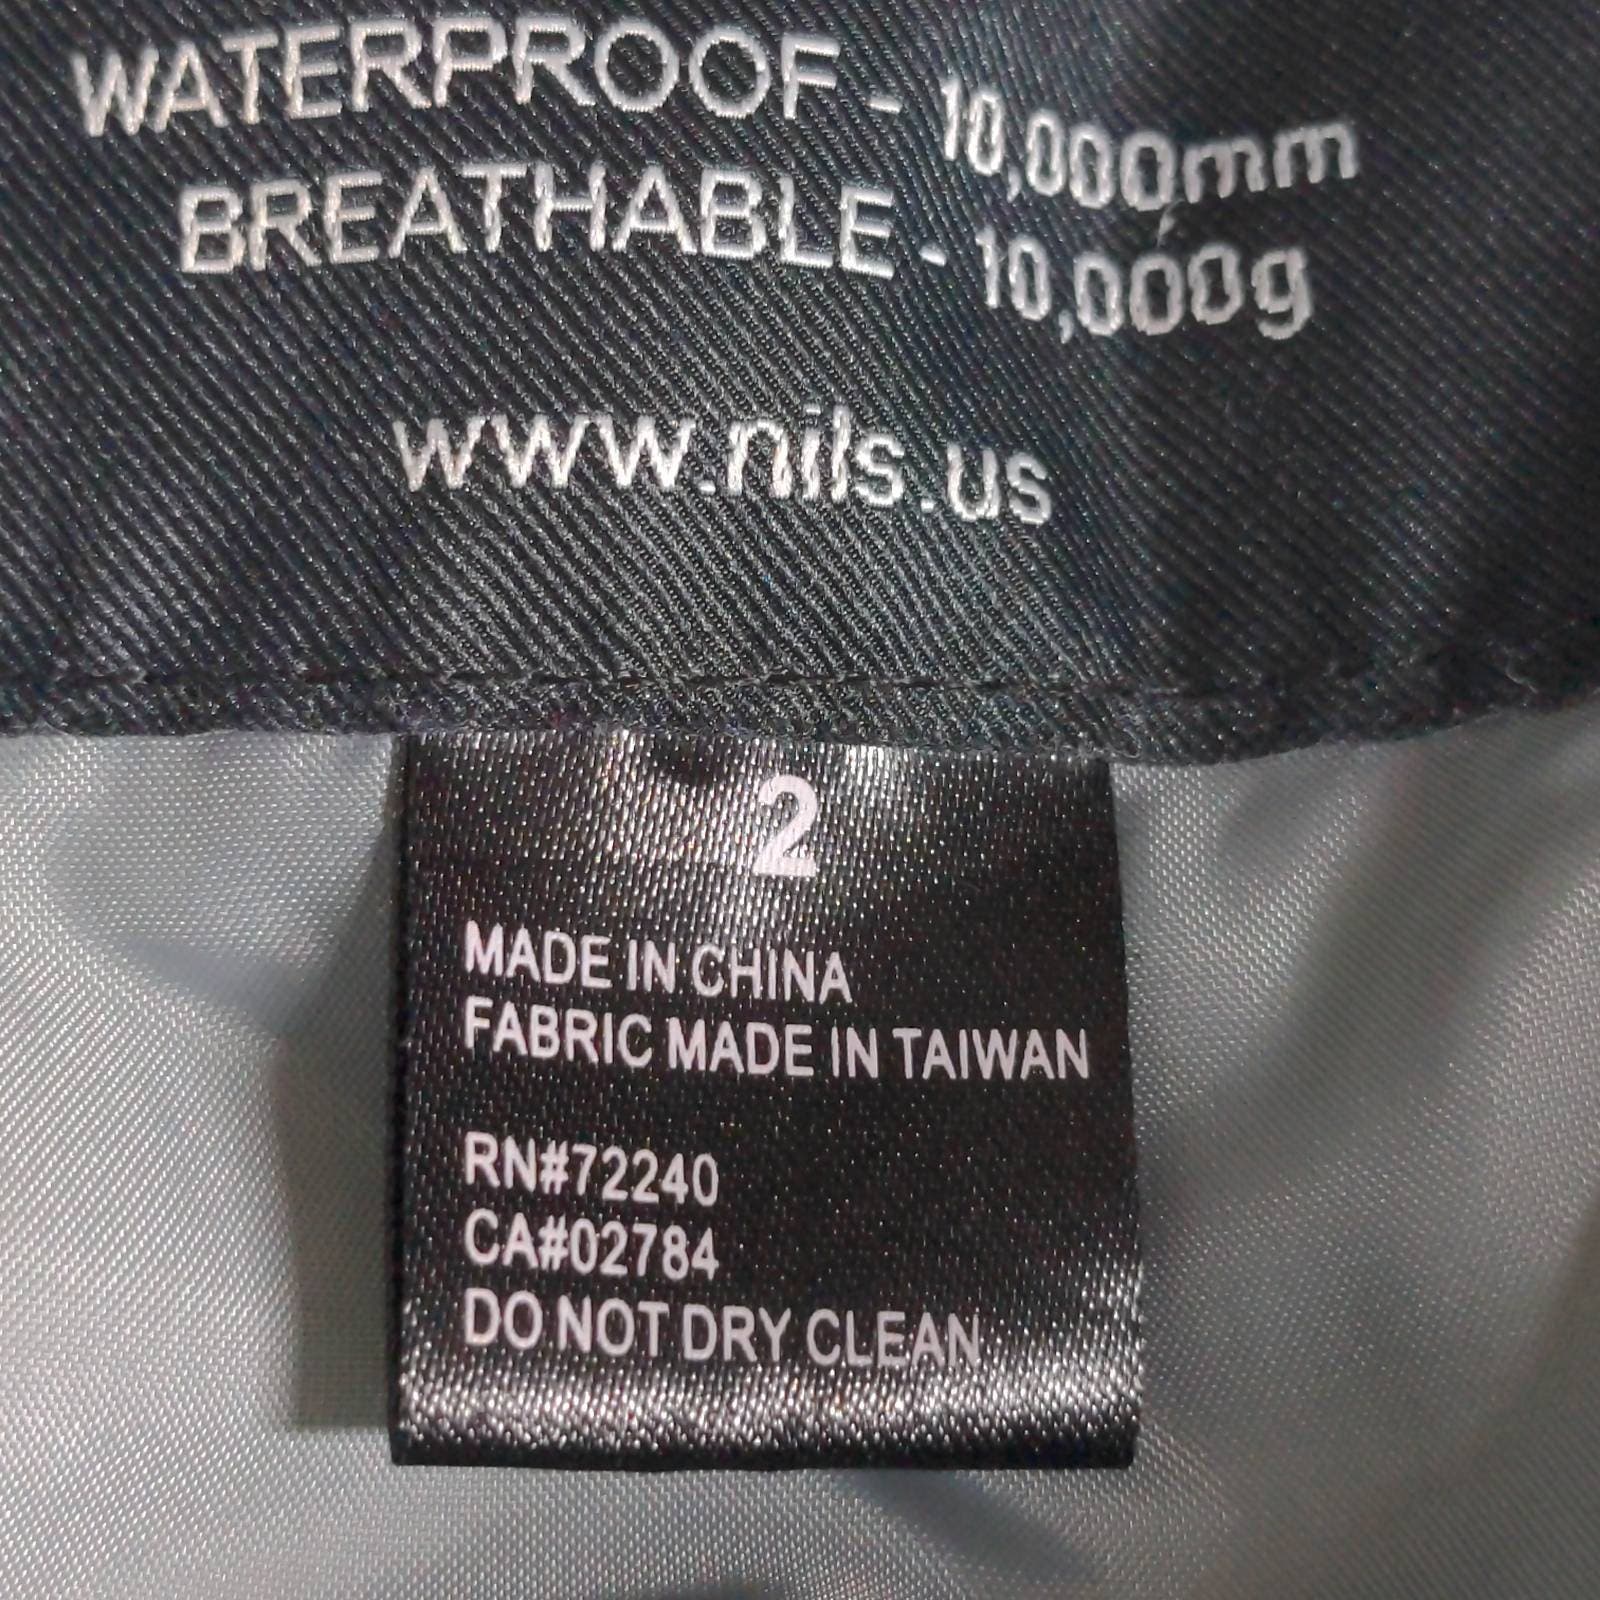 WATERPROOF - 10,000mm
BREATHABLE - 10,000g
www.nils.us
2
MADE IN CHINA
FABRIC MADE IN TAIWAN
RN#72240
CA#02784
DO NOT DRY CLEAN